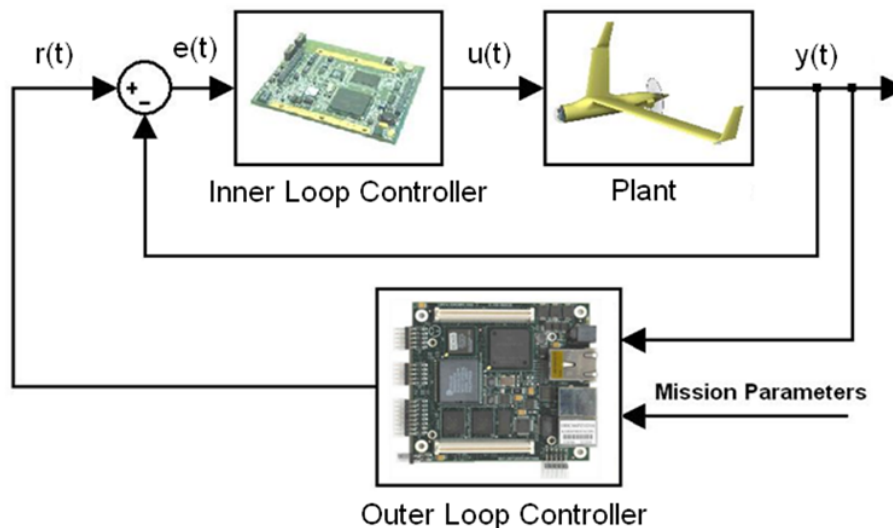 r(t)
e(t)
u(t)
y(t)
+
-
Inner Loop Controller
Plant
Mission Parameters
Outer Loop Controller